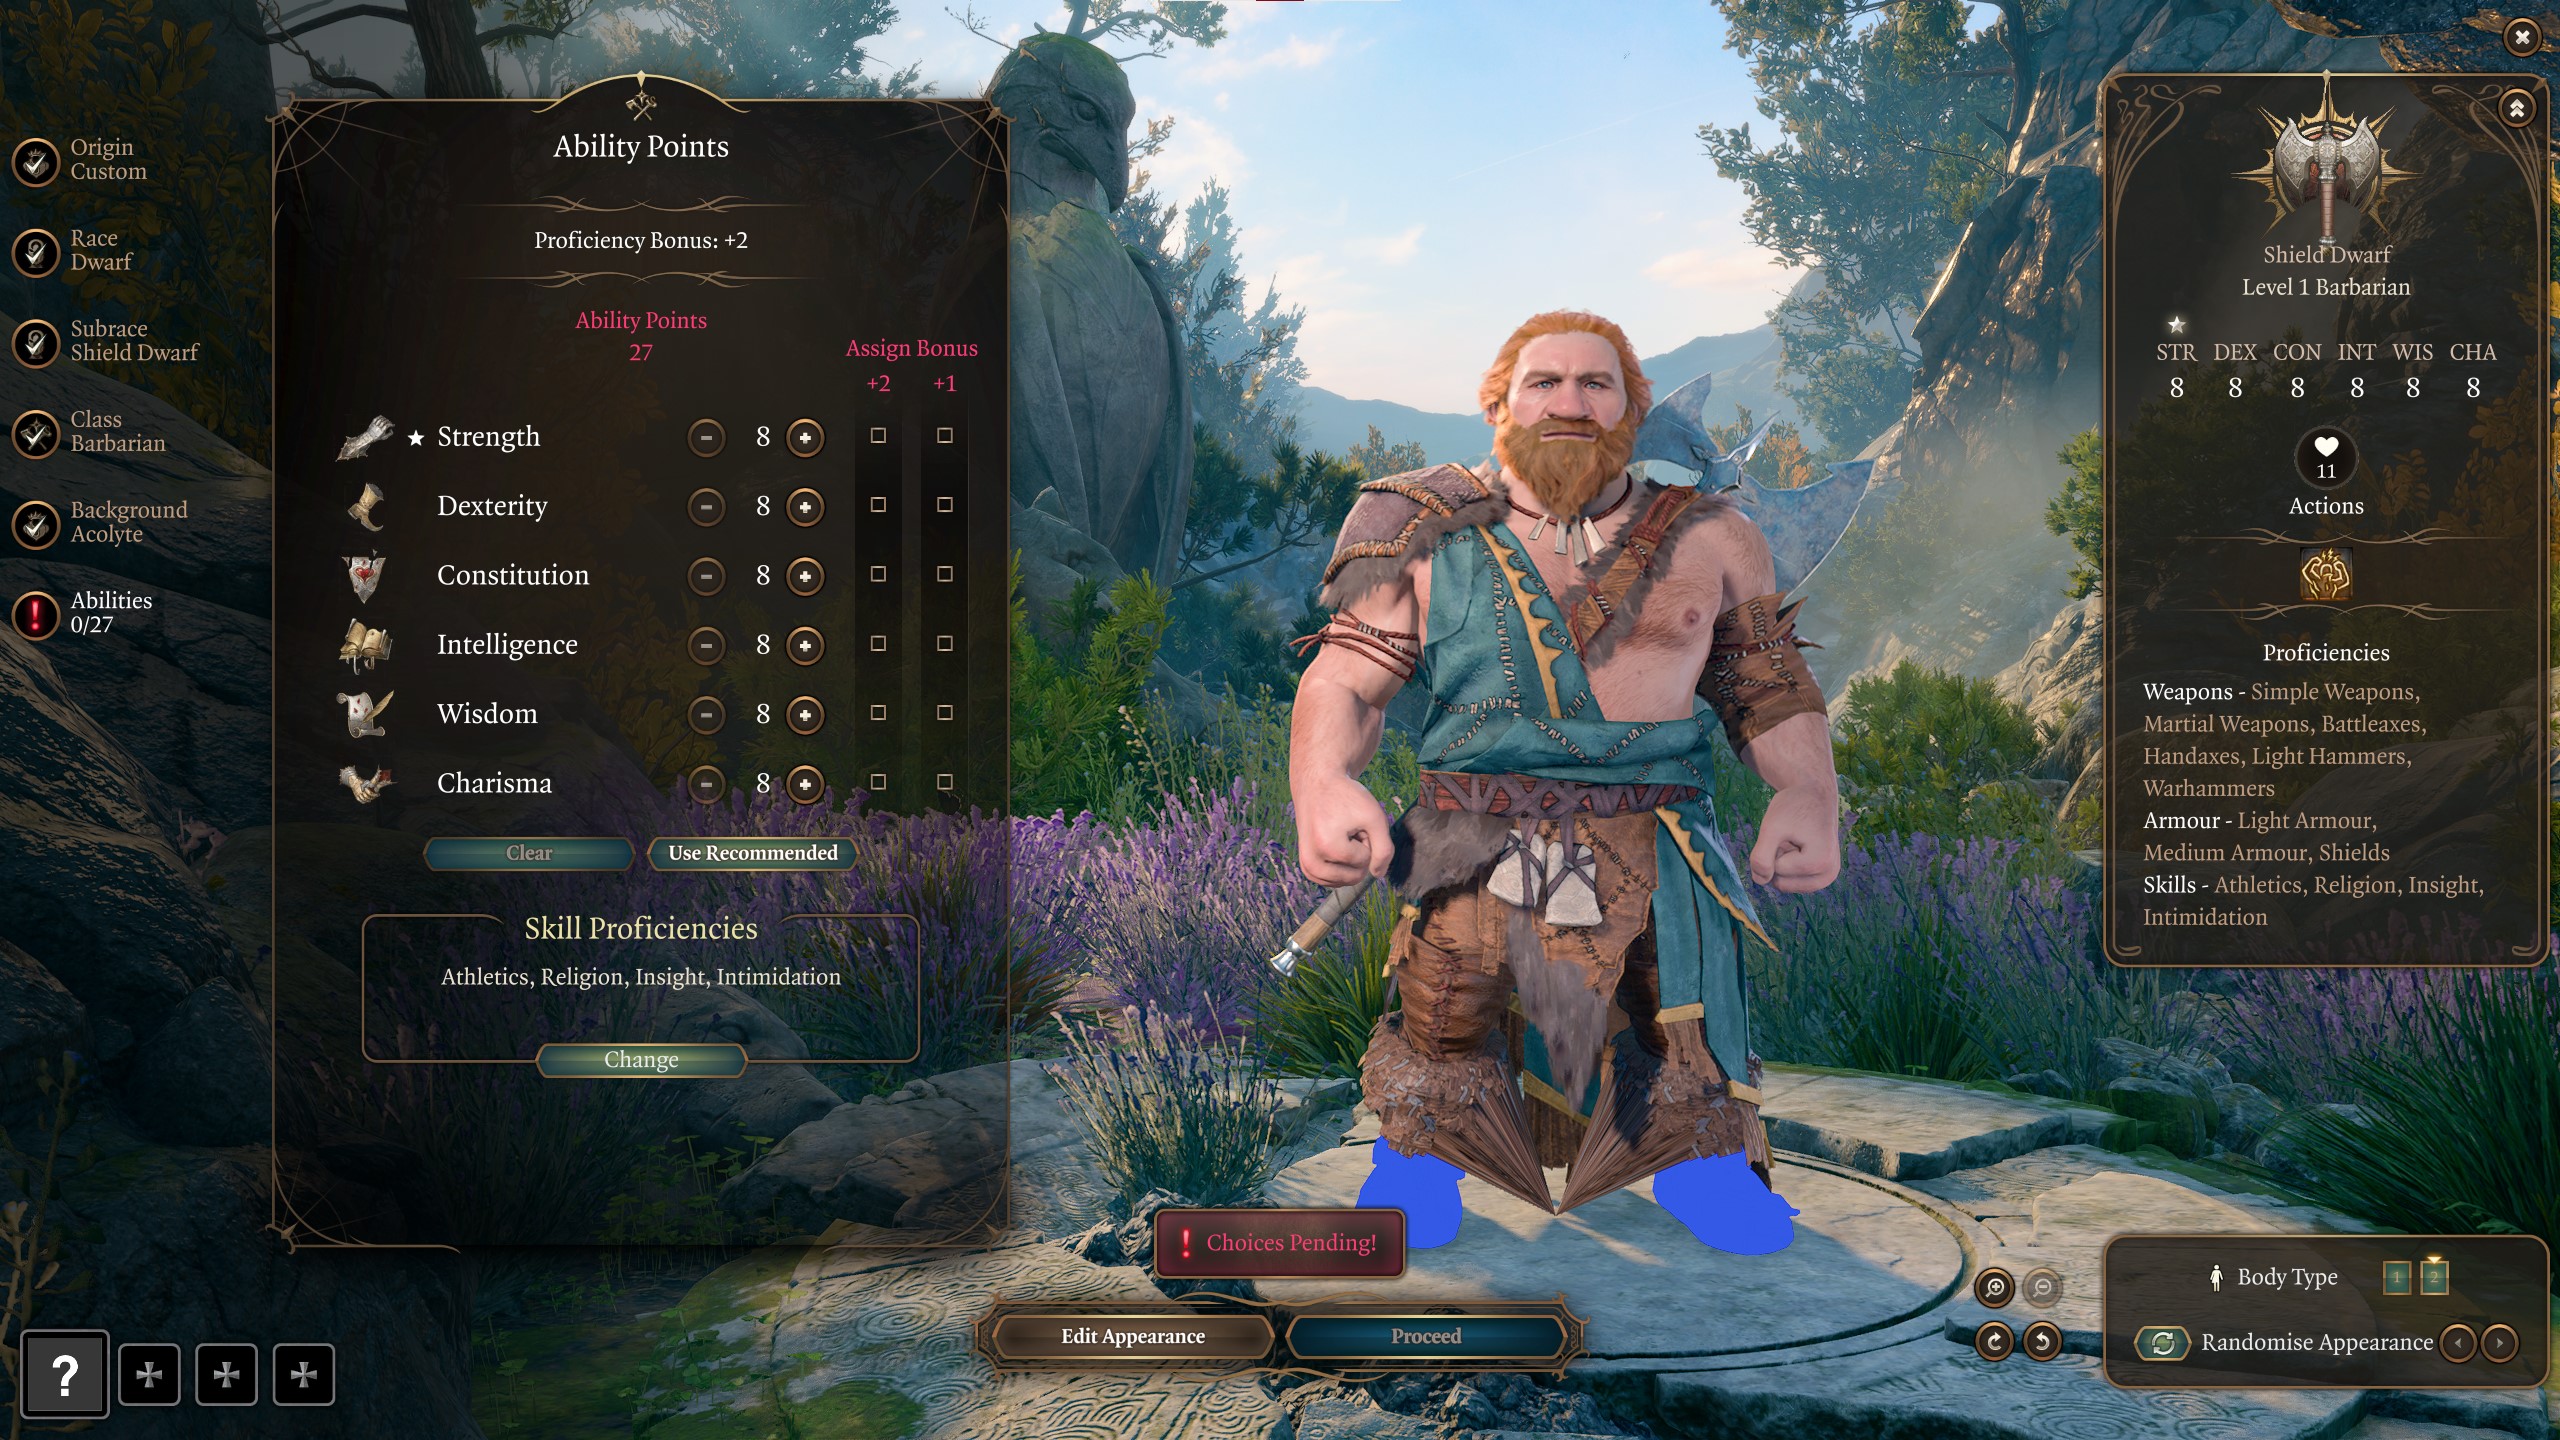 Origin
Custom
Race
Dwarf
Subrace
Shield Dwarf
Class
Barbarian
Background
Acolyte
Abilities
0/27
Ability Points
Proficiency Bonus: +2
Ability Points
27
Assign Bonus
+2 +1
Strength 8
Dexterity 8
Constitution 8
Intelligence 8
Wisdom 8
Charisma 8
Clear
Use Recommended
Skill Proficiencies
Athletics, Religion, Insight, Intimidation
Change
Shield Dwarf
Level 1 Barbarian
STR DEX CON INT WIS CHA
8 8 8 8 8 8
11
Actions
Proficiencies
Weapons - Simple Weapons,
Martial Weapons, Battleaxes,
Handaxes, Light Hammers,
Warhammers
Armour - Light Armour,
Medium Armour, Shields
Skills - Athletics, Religion, Insight,
Intimidation
! Choices Pending!
Edit Appearance
Proceed
Body Type 1 2
Randomise Appearance
?